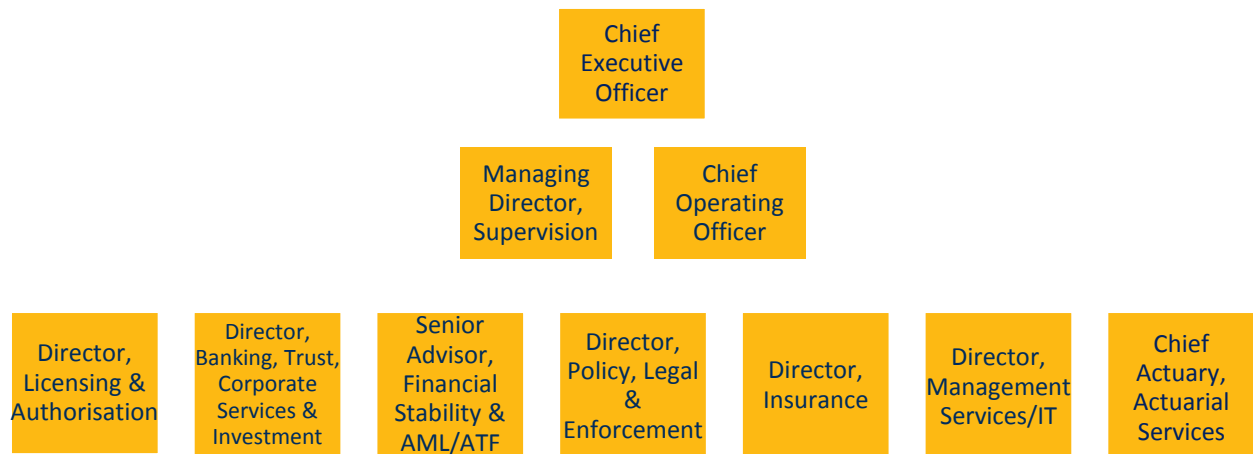 Chief
Executive
Officer
Managing
Director,
Supervision
Chief
Operating
Officer
Director,
Licensing &
Authorisation
Director,
Banking, Trust,
Corporate
Services &
Investment
Senior
Advisor,
Financial
Stability &
AML/ATF
Director,
Policy, Legal
&
Enforcement
Director,
Insurance
Director,
Management
Services/IT
Chief
Actuary,
Actuarial
Services